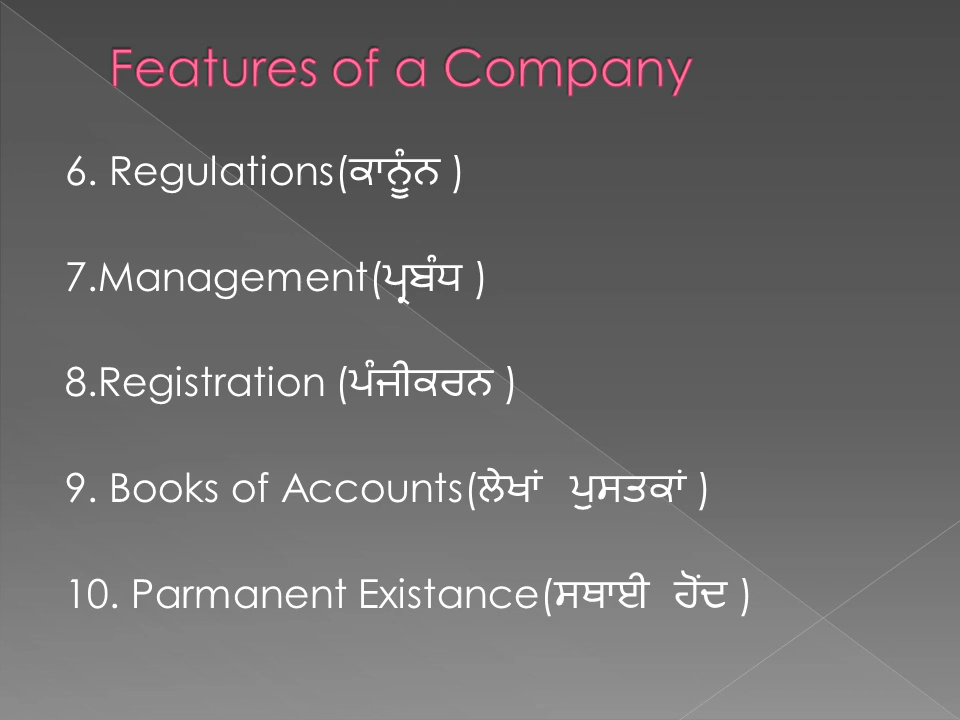 Features of a Company
6. Regulations(ਕਾਨੂੰਨ )
7.Management(ਪ੍ਰਬੰਧ )
8.Registration (ਪੰਜੀਕਰਨ )
9. Books of Accounts(ਲੇਖਾਂ ਪੁਸਤਕਾਂ )
10. Parmanent Existance(ਸਥਾਈ ਹੋਂਦ )